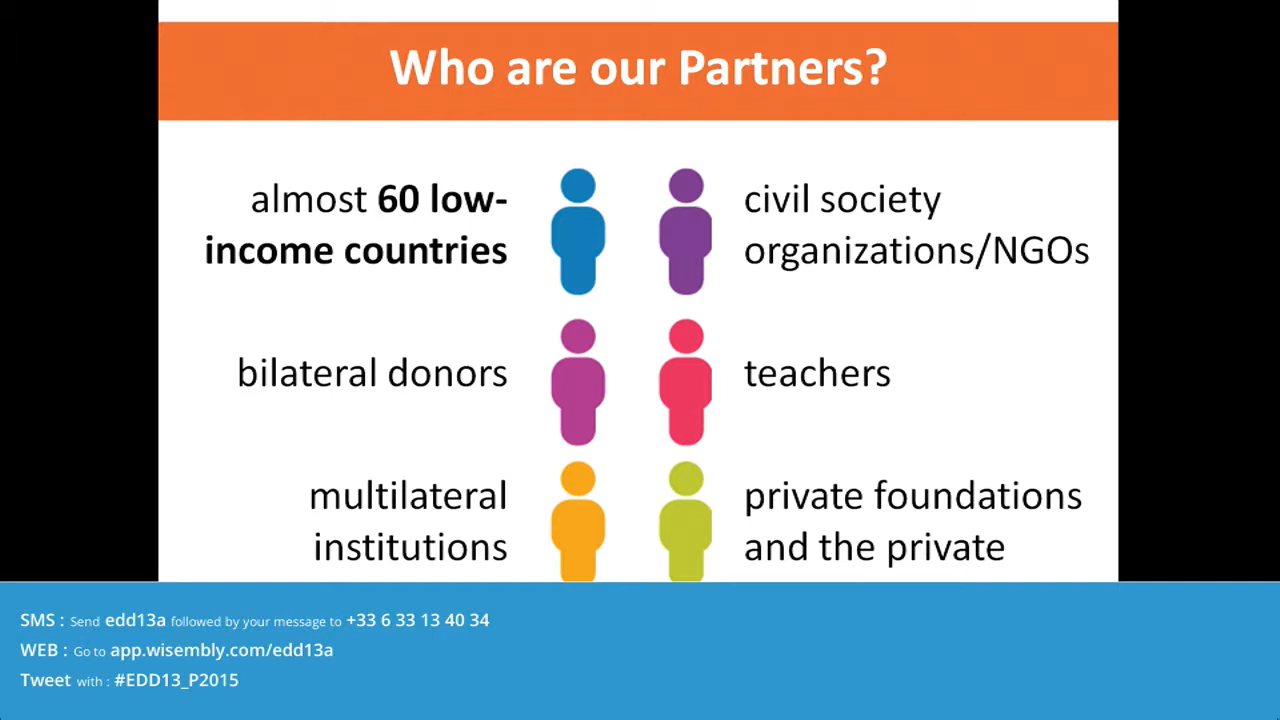 Who are our Partners?
almost 60 low-
income countries
civil society
organizations/NGOs
bilateral donors
teachers
multilateral
institutions
private foundations
and the private
SMS : Send edd13a followed by your message to +33 6 33 13 40 34
WEB : Go to app.wisembly.com/edd13a
Tweet with : #EDD13_P2015